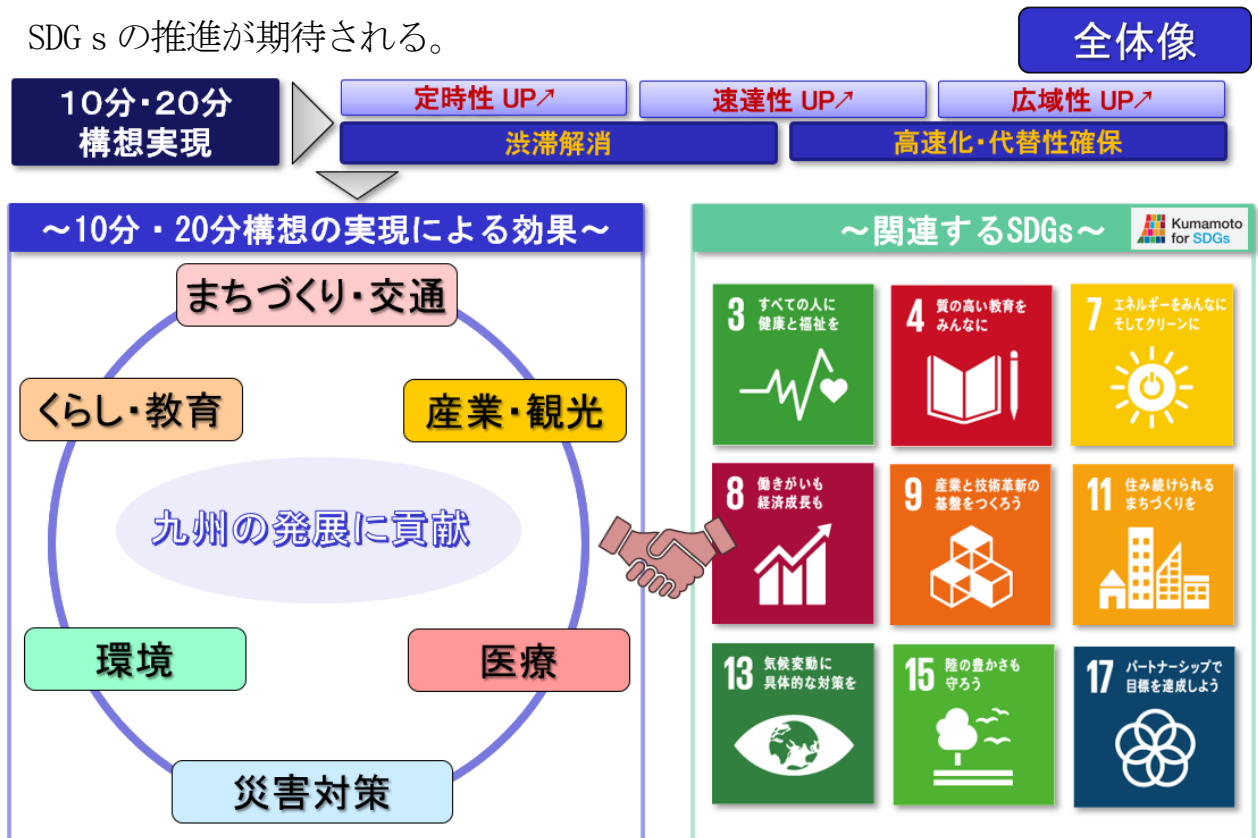 SDGｓの推進が期待される。
全体像
10分・20分
構想実現
定時性 UP↗
速達性 UP↗
広域性 UP↗
渋滞解消
高速化・代替性確保
～10分・20分構想の実現による効果～
まちづくり・交通
くらし・教育
産業・観光
九州の発展に貢献
環境
医療
災害対策
～関連するSDGs～
Kumamoto
for SDGs
3 すべての人に
健康と福祉を
4 質の高い教育を
みんなに
7 エネルギーをみんなに
そしてクリーンに
8 働きがいも
経済成長も
9 産業と技術革新の
基盤をつくろう
11 住み続けられる
まちづくりを
13 気候変動に
具体的な対策を
15 陸の豊かさも
守ろう
17 パートナーシップで
目標を達成しよう